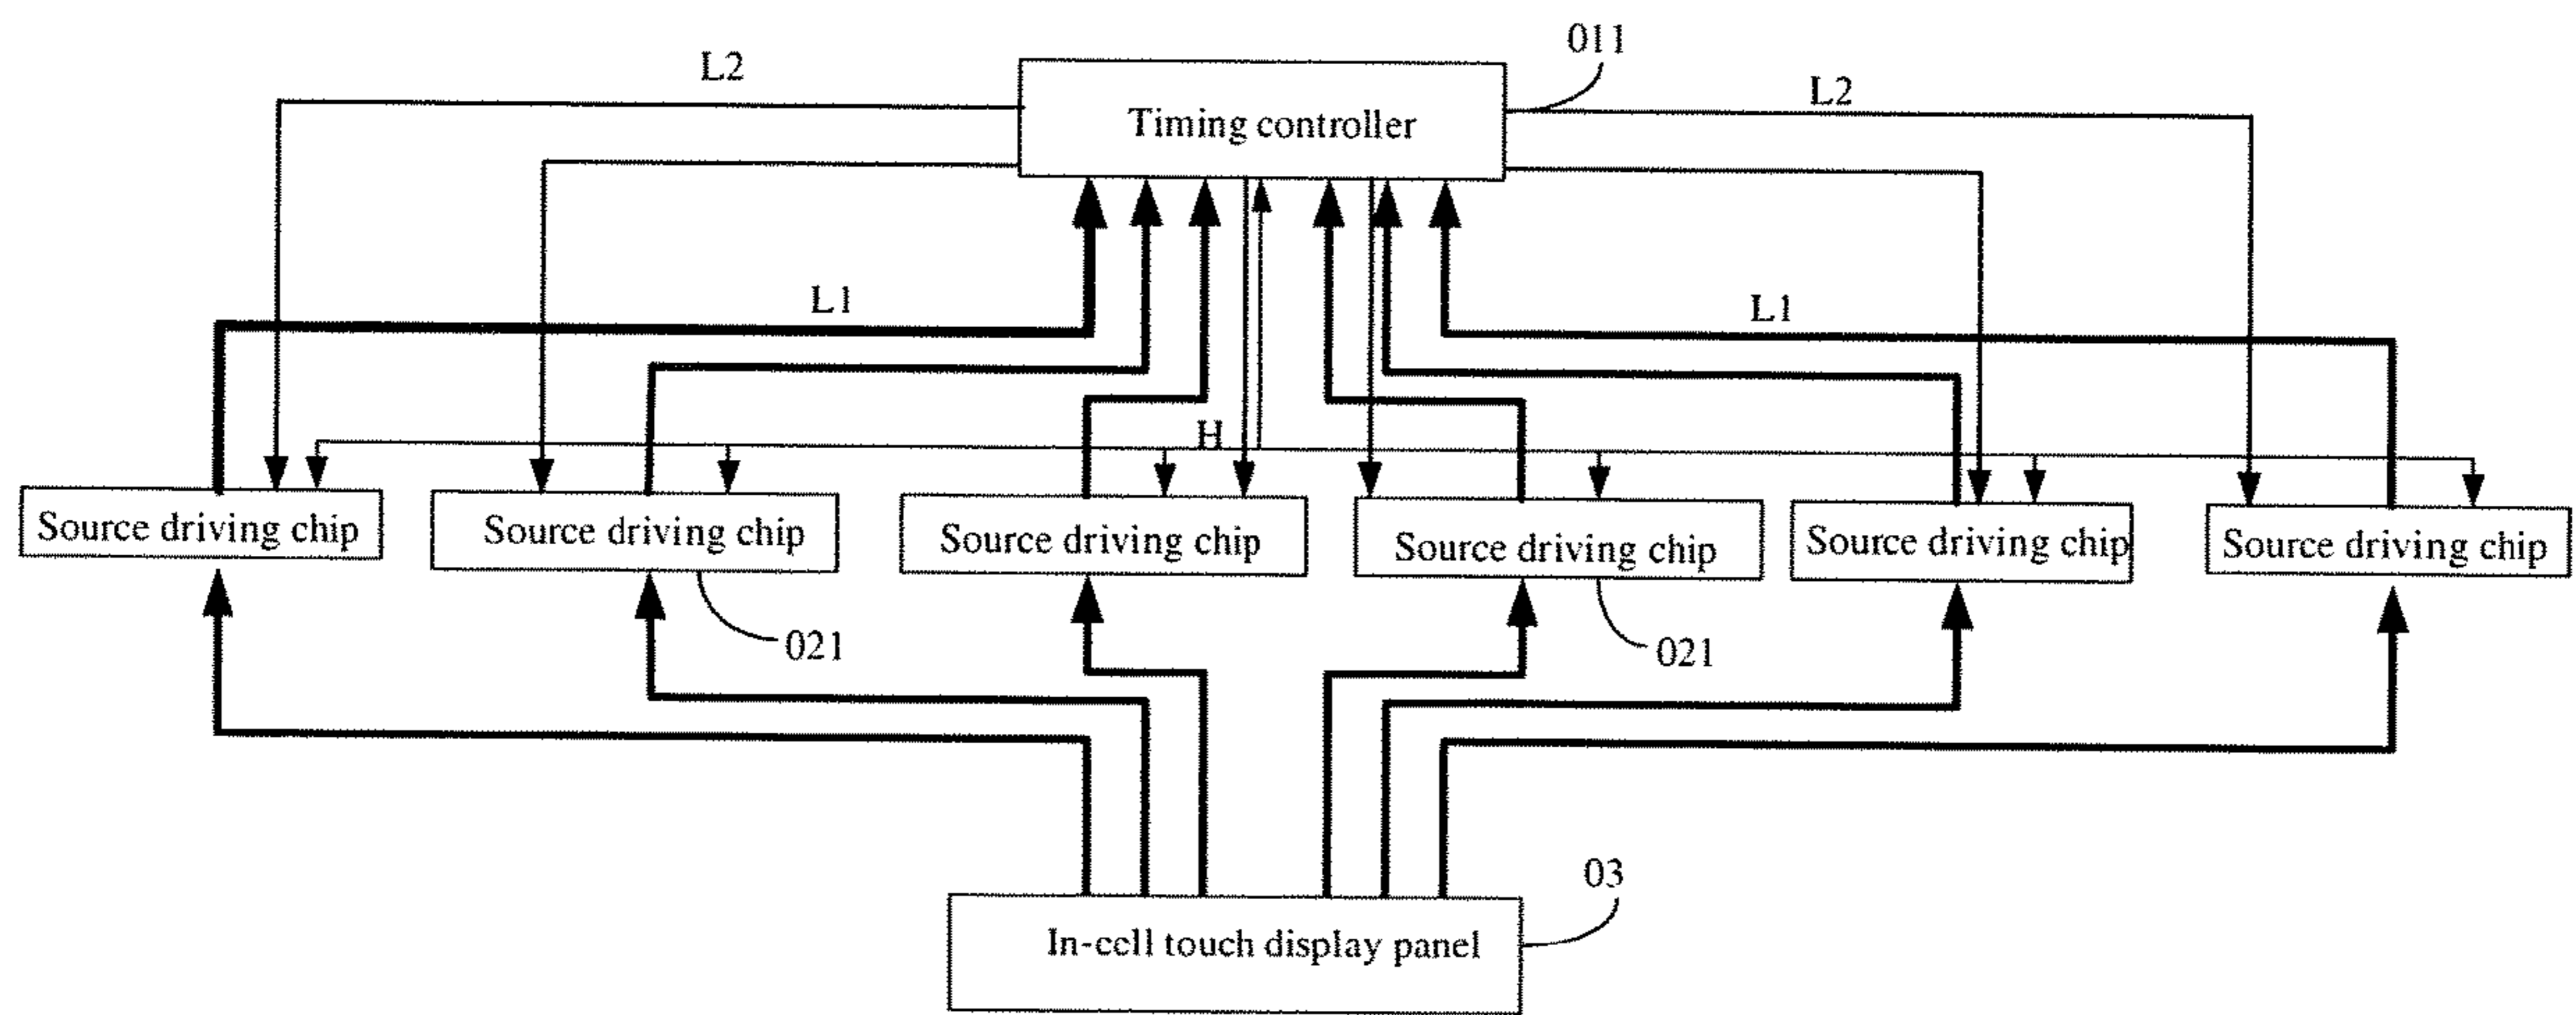 011
L2
L2
Timing controller
L1
L1
H
Source driving chip
Source driving chip
Source driving chip
Source driving chip
Source driving chip
Source driving chip
021
021
03
In-cell touch display panel